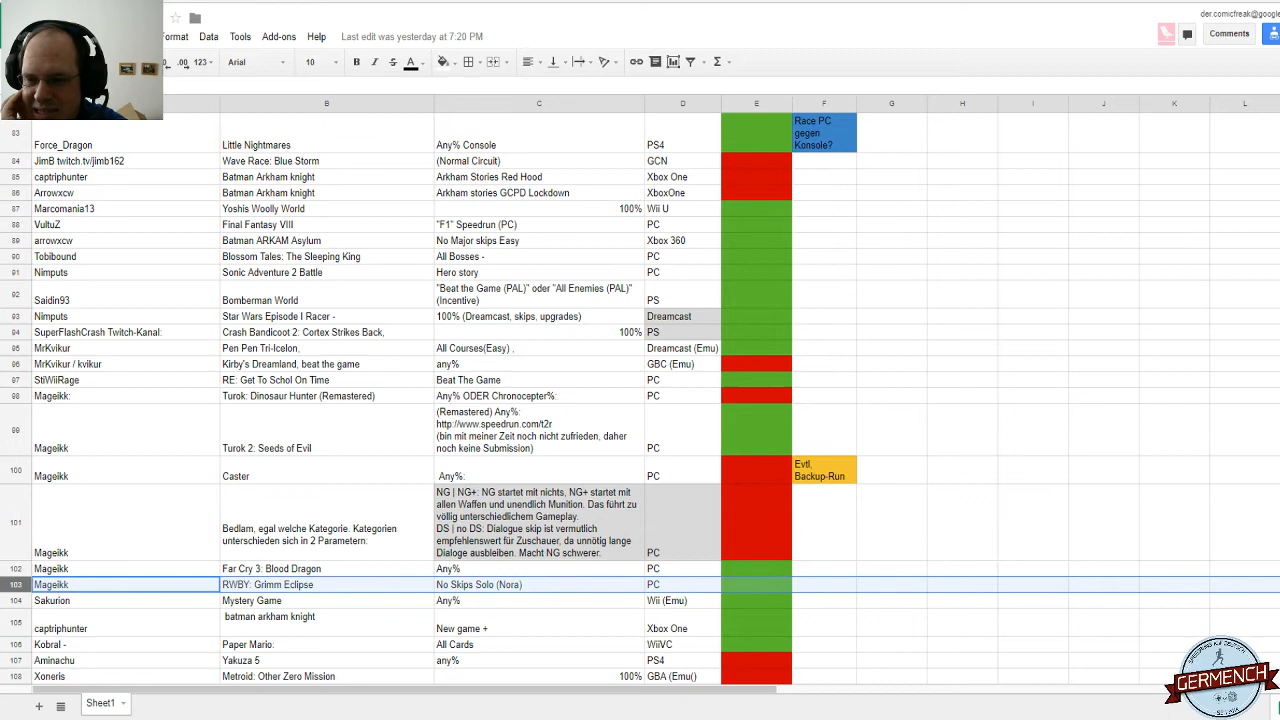 der.comicfreak@google
Format Data Tools Add-ons Help Last edit was yesterday at 7:20 PM
Comments
.0 .00 123 Arial 10 B I S A
B C D E F G H I J K L
83 Force_Dragon Little Nightmares Any% Console PS4 Race PC gegen Konsole?
84 JimB twitch.tv/jimb162 Wave Race: Blue Storm (Normal Circuit) GCN
85 captriphunter Batman Arkham knight Arkham Stories Red Hood Xbox One
86 Arrowxcw Batman Arkham knight Arkham stories GCPD Lockdown XboxOne
87 Marcomania13 Yoshis Woolly World 100% Wii U
88 VultuZ Final Fantasy VIII "F1" Speedrun (PC) PC
89 arrowxcw Batman ARKAM Asylum No Major skips Easy Xbox 360
90 Tobibound Blossom Tales: The Sleeping King All Bosses - PC
91 Nimputs Sonic Adventure 2 Battle Hero story PC
92 Saidin93 Bomberman World "Beat the Game (PAL)" oder "All Enemies (PAL)" (Incentive) PS
93 Nimputs Star Wars Episode I Racer - 100% (Dreamcast, skips, upgrades) Dreamcast
94 SuperFlashCrash Twitch-Kanal: Crash Bandicoot 2: Cortex Strikes Back, 100% PS
95 MrKvikur Pen Pen Tri-Icelon, All Courses(Easy) , Dreamcast (Emu)
96 MrKvikur / kvikur Kirby's Dreamland, beat the game any% GBC (Emu)
97 StiWiiRage RE: Get To Schol On Time Beat The Game PC
98 Mageikk: Turok: Dinosaur Hunter (Remastered) Any% ODER Chronocepter%: PC
99 Mageikk Turok 2: Seeds of Evil (Remastered) Any%:
http://www.speedrun.com/t2r
(bin mit meiner Zeit noch nicht zufrieden, daher
noch keine Submission) PC
100 Mageikk Caster Any%: PC Evtl, Backup-Run
101 Mageikk Bedlam, egal welche Kategorie. Kategorien
unterschieden sich in 2 Parametern:
NG | NG+: NG startet mit nichts, NG+ startet mit
allen Waffen und unendlich Munition. Das führt zu
völlig unterschiedlichem Gameplay.
DS | no DS: Dialogue skip ist vermutlich
empfehlenswert für Zuschauer, da unnötig lange
Dialoge ausbleiben. Macht NG schwerer. PC
102 Mageikk Far Cry 3: Blood Dragon Any% PC
103 Mageikk RWBY: Grimm Eclipse No Skips Solo (Nora) PC
104 Sakurion Mystery Game Any% Wii (Emu)
105 captriphunter batman arkham knight New game + Xbox One
106 Kobral - Paper Mario: All Cards WiiVC
107 Aminachu Yakuza 5 any% PS4
108 Xoneris Metroid: Other Zero Mission 100% GBA (Emu()
Sheet1
GERMENCH